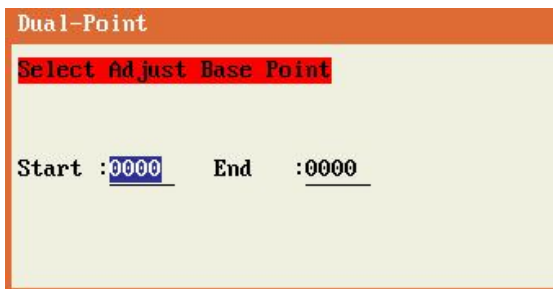 Dual-Point
Select Adjust Base Point
Start :0000 End :0000